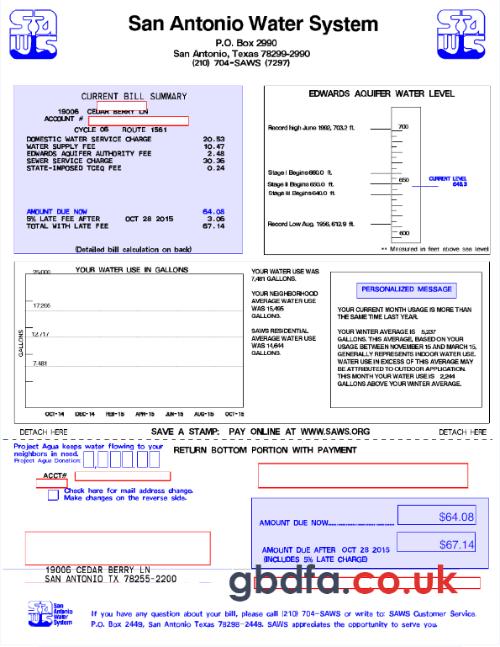 San Antonio Water System
P.O. Box 2990
San Antonio, Texas 78299-2990
(210) 704-SAWS (7297)
CURRENT BILL SUMMARY
19006 CEDAR BERRY LN
ACCOUNT #
CYCLE 06 ROUTE 1561
DOMESTIC WATER SERVICE CHARGE 20.53
WATER SUPPLY FEE 10.47
EDWARDS AQUIFER AUTHORITY FEE 2.48
SEWER SERVICE CHARGE 30.36
STATE-IMPOSED TCEQ FEE 0.24
AMOUNT DUE NOW 64.08
5% LATE FEE AFTER OCT 28 2015 3.06
TOTAL WITH LATE FEE 67.14
(Detailed bill calculation on back)
EDWARDS AQUIFER WATER LEVEL
Record high June 1992, 703.2 ft.
700
Stage I Begins 660.0 ft.
Stage II Begins 650.0 ft.
Stage III Begins 640.0 ft.
650
CURRENT LEVEL
Record Low Aug. 1956, 612.9 ft.
600
** Measured in feet above sea level
YOUR WATER USE IN GALLONS
25,000
12,717
7,481
GALLONS
OCT-14 DEC-14 FEB-15 APR-15 JUN-15 AUG-15 OCT-15
YOUR WATER USE WAS
7,481 GALLONS.
YOUR NEIGHBORHOOD
AVERAGE WATER USE
WAS 15,495
GALLONS.
SAWS RESIDENTIAL
AVERAGE WATER USE
WAS 14,644
GALLONS.
PERSONALIZED MESSAGE
YOUR CURRENT MONTH USAGE IS MORE THAN
THE SAME TIME LAST YEAR.
YOUR WINTER AVERAGE IS 5,237
GALLONS. THIS AVERAGE, BASED ON YOUR
USAGE BETWEEN NOVEMBER 15 AND MARCH 15,
GENERALLY REPRESENTS INDOOR WATER USE.
WATER USE IN EXCESS OF THIS AVERAGE MAY
BE ATTRIBUTED TO OUTDOOR APPLICATION.
THIS MONTH YOUR WATER USE IS 2,244
GALLONS ABOVE YOUR WINTER AVERAGE.
DETACH HERE SAVE A STAMP: PAY ONLINE AT WWW.SAWS.ORG DETACH HERE
Project Agua keeps water flowing to your
neighbors in need.
Project Agua Donation:
RETURN BOTTOM PORTION WITH PAYMENT
ACCT#
Check here for mail address change.
Make changes on the reverse side.
AMOUNT DUE NOW $64.08
AMOUNT DUE AFTER OCT 28 2015 $67.14
(INCLUDES 5% LATE CHARGE)
19006 CEDAR BERRY LN
SAN ANTONIO TX 78255-2200
gbdfa.co.uk
San
Antonio
Water
System
If you have any question about your bill, please call (210) 704-SAWS or write to: SAWS Customer Service.
P.O. Box 2449, San Antonio Texas 78298-2449. SAWS appreciates the opportunity to serve you.